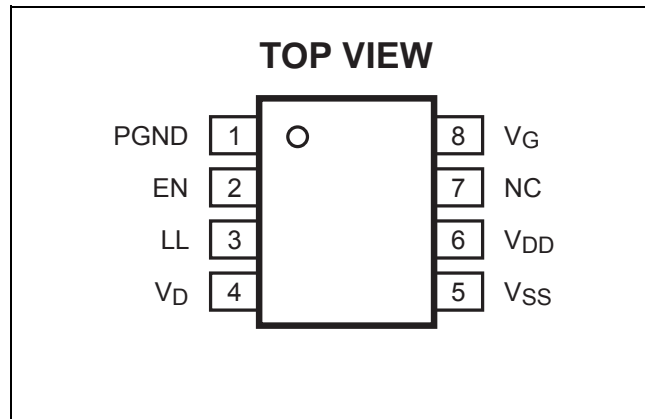 TOP VIEW
PGND 1 8 VG
EN 2 7 NC
LL 3 6 VDD
VD 4 5 VSS